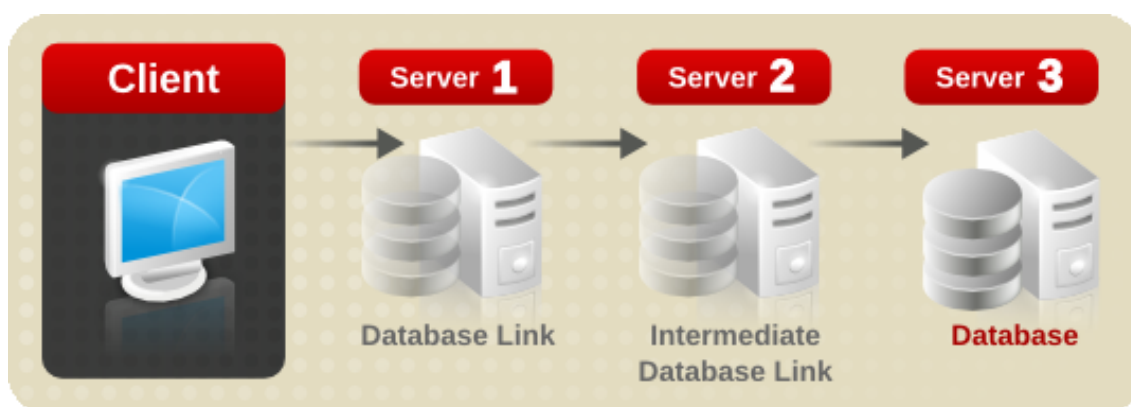 Client
Server 1
Server 2
Server 3
Database Link
Intermediate
Database Link
Database